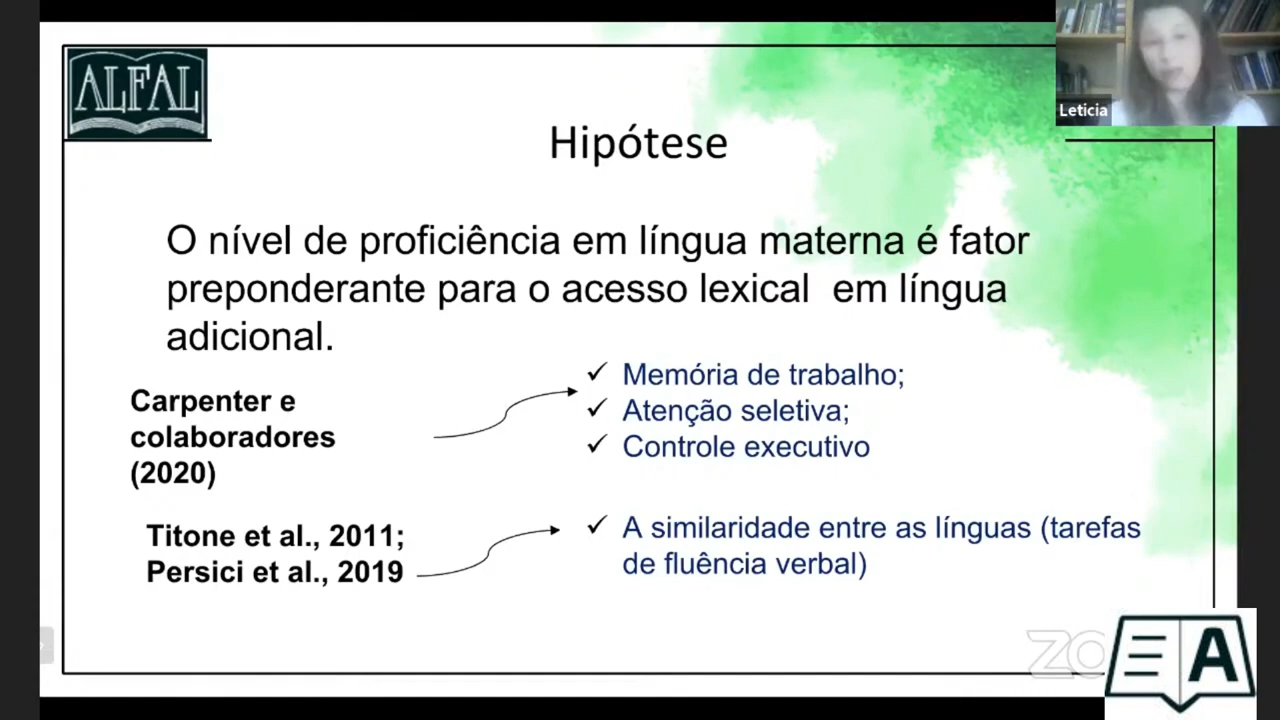 ALFAL
Leticia
Hipótese
O nível de proficiência em língua materna é fator
preponderante para o acesso lexical em língua
adicional.
Carpenter e
colaboradores
(2020)
Memória de trabalho;
Atenção seletiva;
Controle executivo
Titone et al., 2011;
Persici et al., 2019
A similaridade entre as línguas (tarefas
de fluência verbal)
A